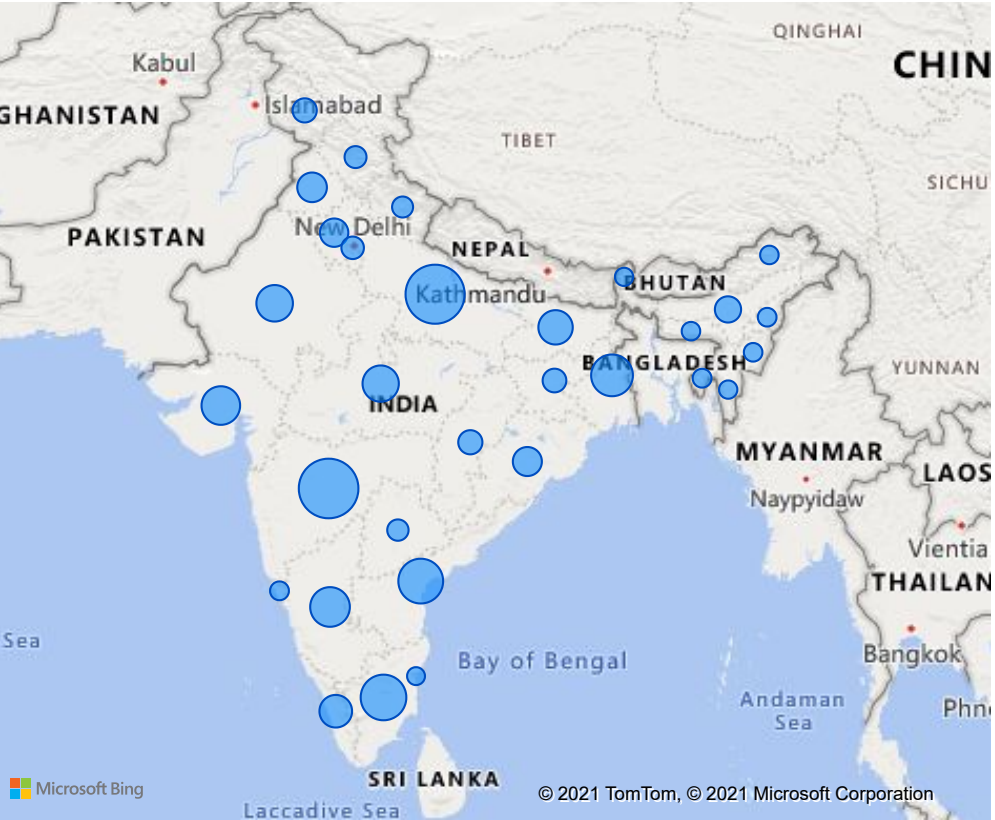 QINGHAI
Kabul
CHIN
Islamabad
GHANISTAN
TIBET
SICHU
New Delhi
PAKISTAN
NEPAL
BHUTAN
Kathmandu
BANGLADESH
YUNNAN
INDIA
MYANMAR
LAOS
Naypyidaw
Vientia
THAILAN
Sea
Bay of Bengal
Bangkok
Andaman
Sea
Phno
SRI LANKA
Microsoft Bing
© 2021 TomTom, © 2021 Microsoft Corporation
Laccadive Sea